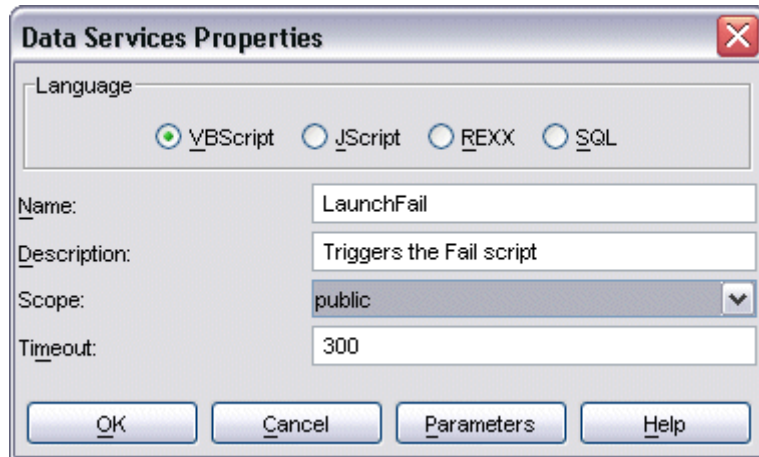 Data Services Properties
Language
VBScript JScript REXX SQL
Name: LaunchFail
Description: Triggers the Fail script
Scope: public
Timeout: 300
OK Cancel Parameters Help